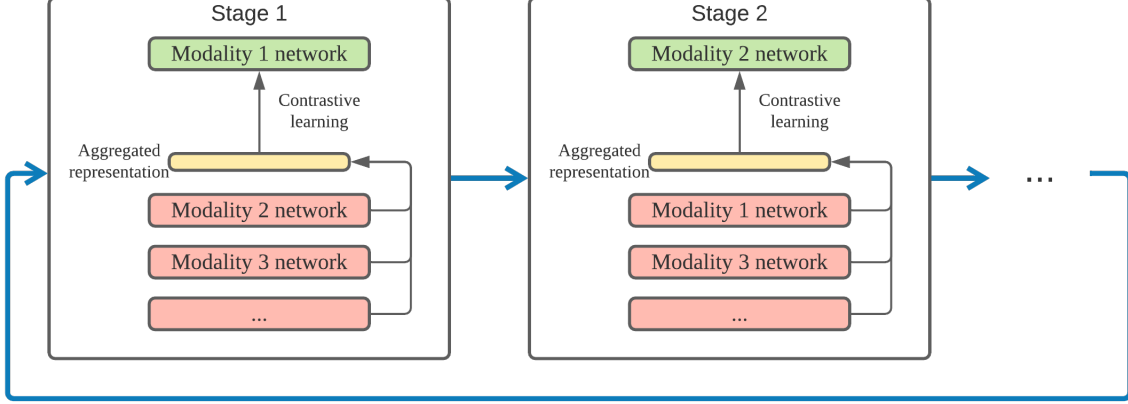 Stage 1
Modality 1 network
Contrastive
learning
Aggregated
representation
Modality 2 network
Modality 3 network
...
Stage 2
Modality 2 network
Contrastive
learning
Aggregated
representation
Modality 1 network
Modality 3 network
...
...